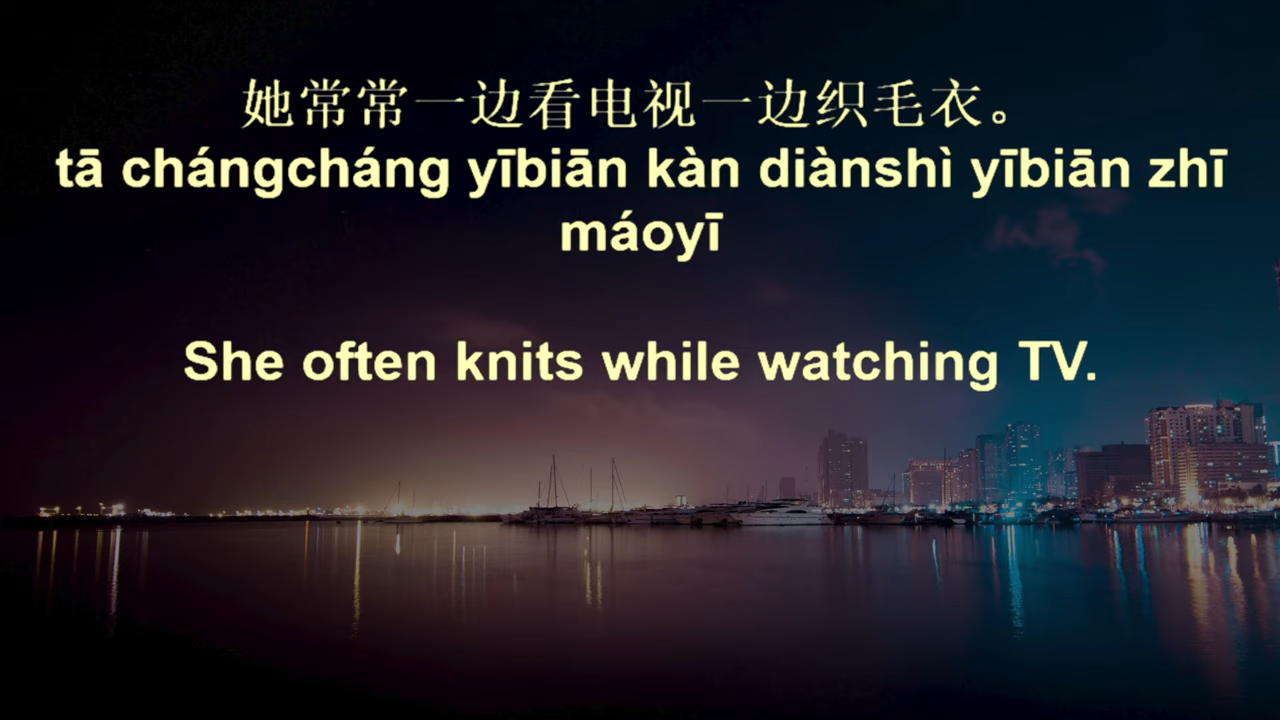 她常常一边看电视一边织毛衣。
tā chángcháng yībiān kàn diànshì yībiān zhī
máoyī
She often knits while watching TV.